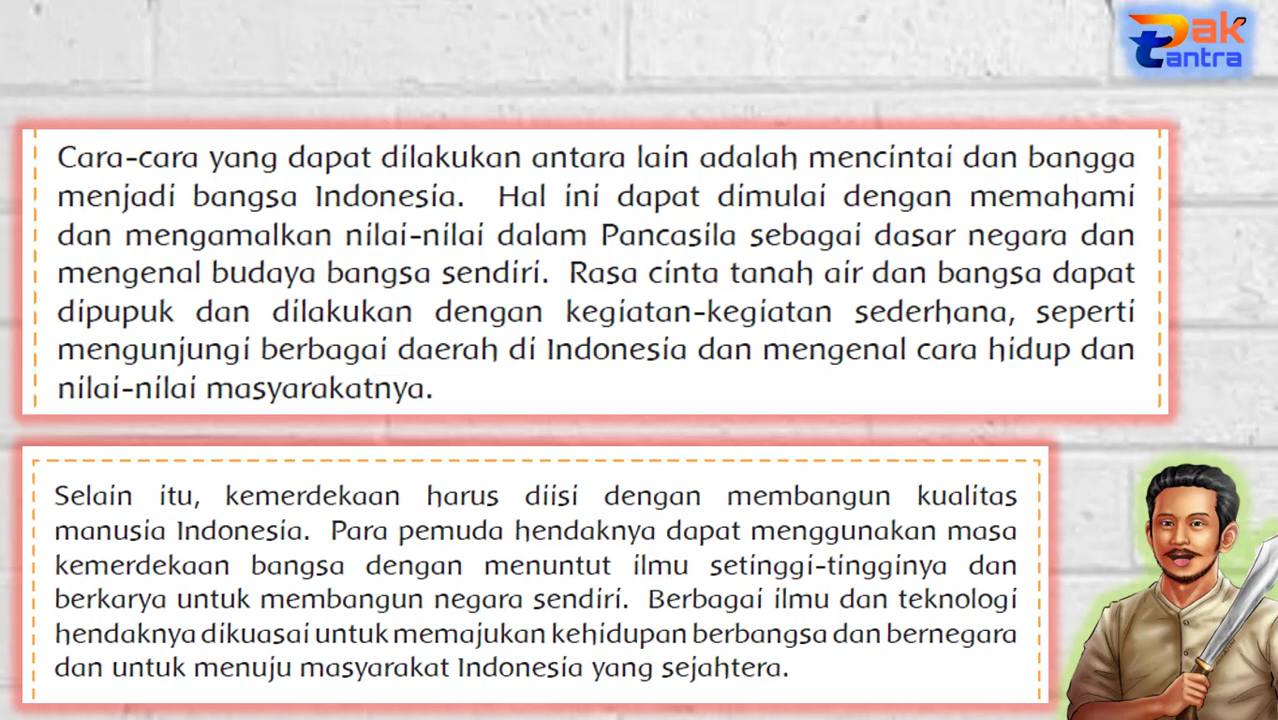 Pak
tantra
Cara-cara yang dapat dilakukan antara lain adalah mencintai dan bangga
menjadi bangsa Indonesia. Hal ini dapat dimulai dengan memahami
dan mengamalkan nilai-nilai dalam Pancasila sebagai dasar negara dan
mengenal budaya bangsa sendiri. Rasa cinta tanah air dan bangsa dapat
dipupuk dan dilakukan dengan kegiatan-kegiatan sederhana, seperti
mengunjungi berbagai daerah di Indonesia dan mengenal cara hidup dan
nilai-nilai masyarakatnya.
Selain itu, kemerdekaan harus diisi dengan membangun kualitas
manusia Indonesia. Para pemuda hendaknya dapat menggunakan masa
kemerdekaan bangsa dengan menuntut ilmu setinggi-tingginya dan
berkarya untuk membangun negara sendiri. Berbagai ilmu dan teknologi
hendaknya dikuasai untuk memajukan kehidupan berbangsa dan bernegara
dan untuk menuju masyarakat Indonesia yang sejahtera.